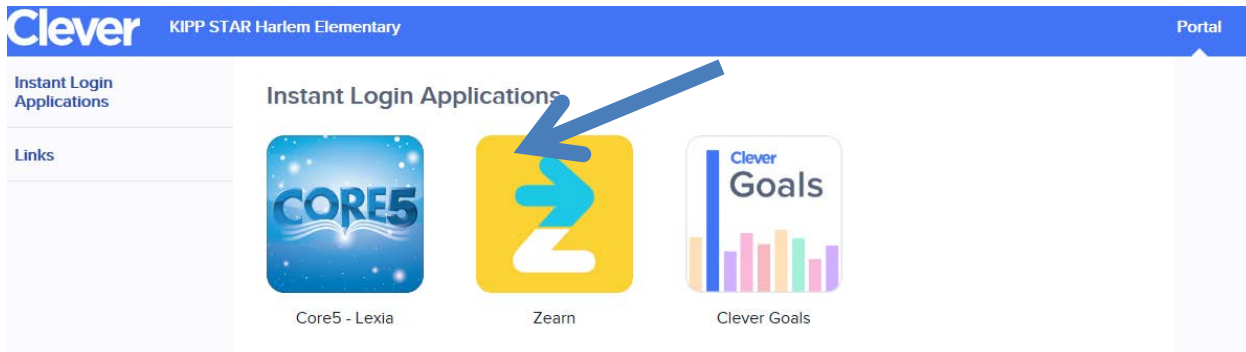 Clever KIPP STAR Harlem Elementary Portal
Instant Login
Applications
Links
Instant Login Applications
CORE5
Clever
Goals
Core5 - Lexia Zearn Clever Goals